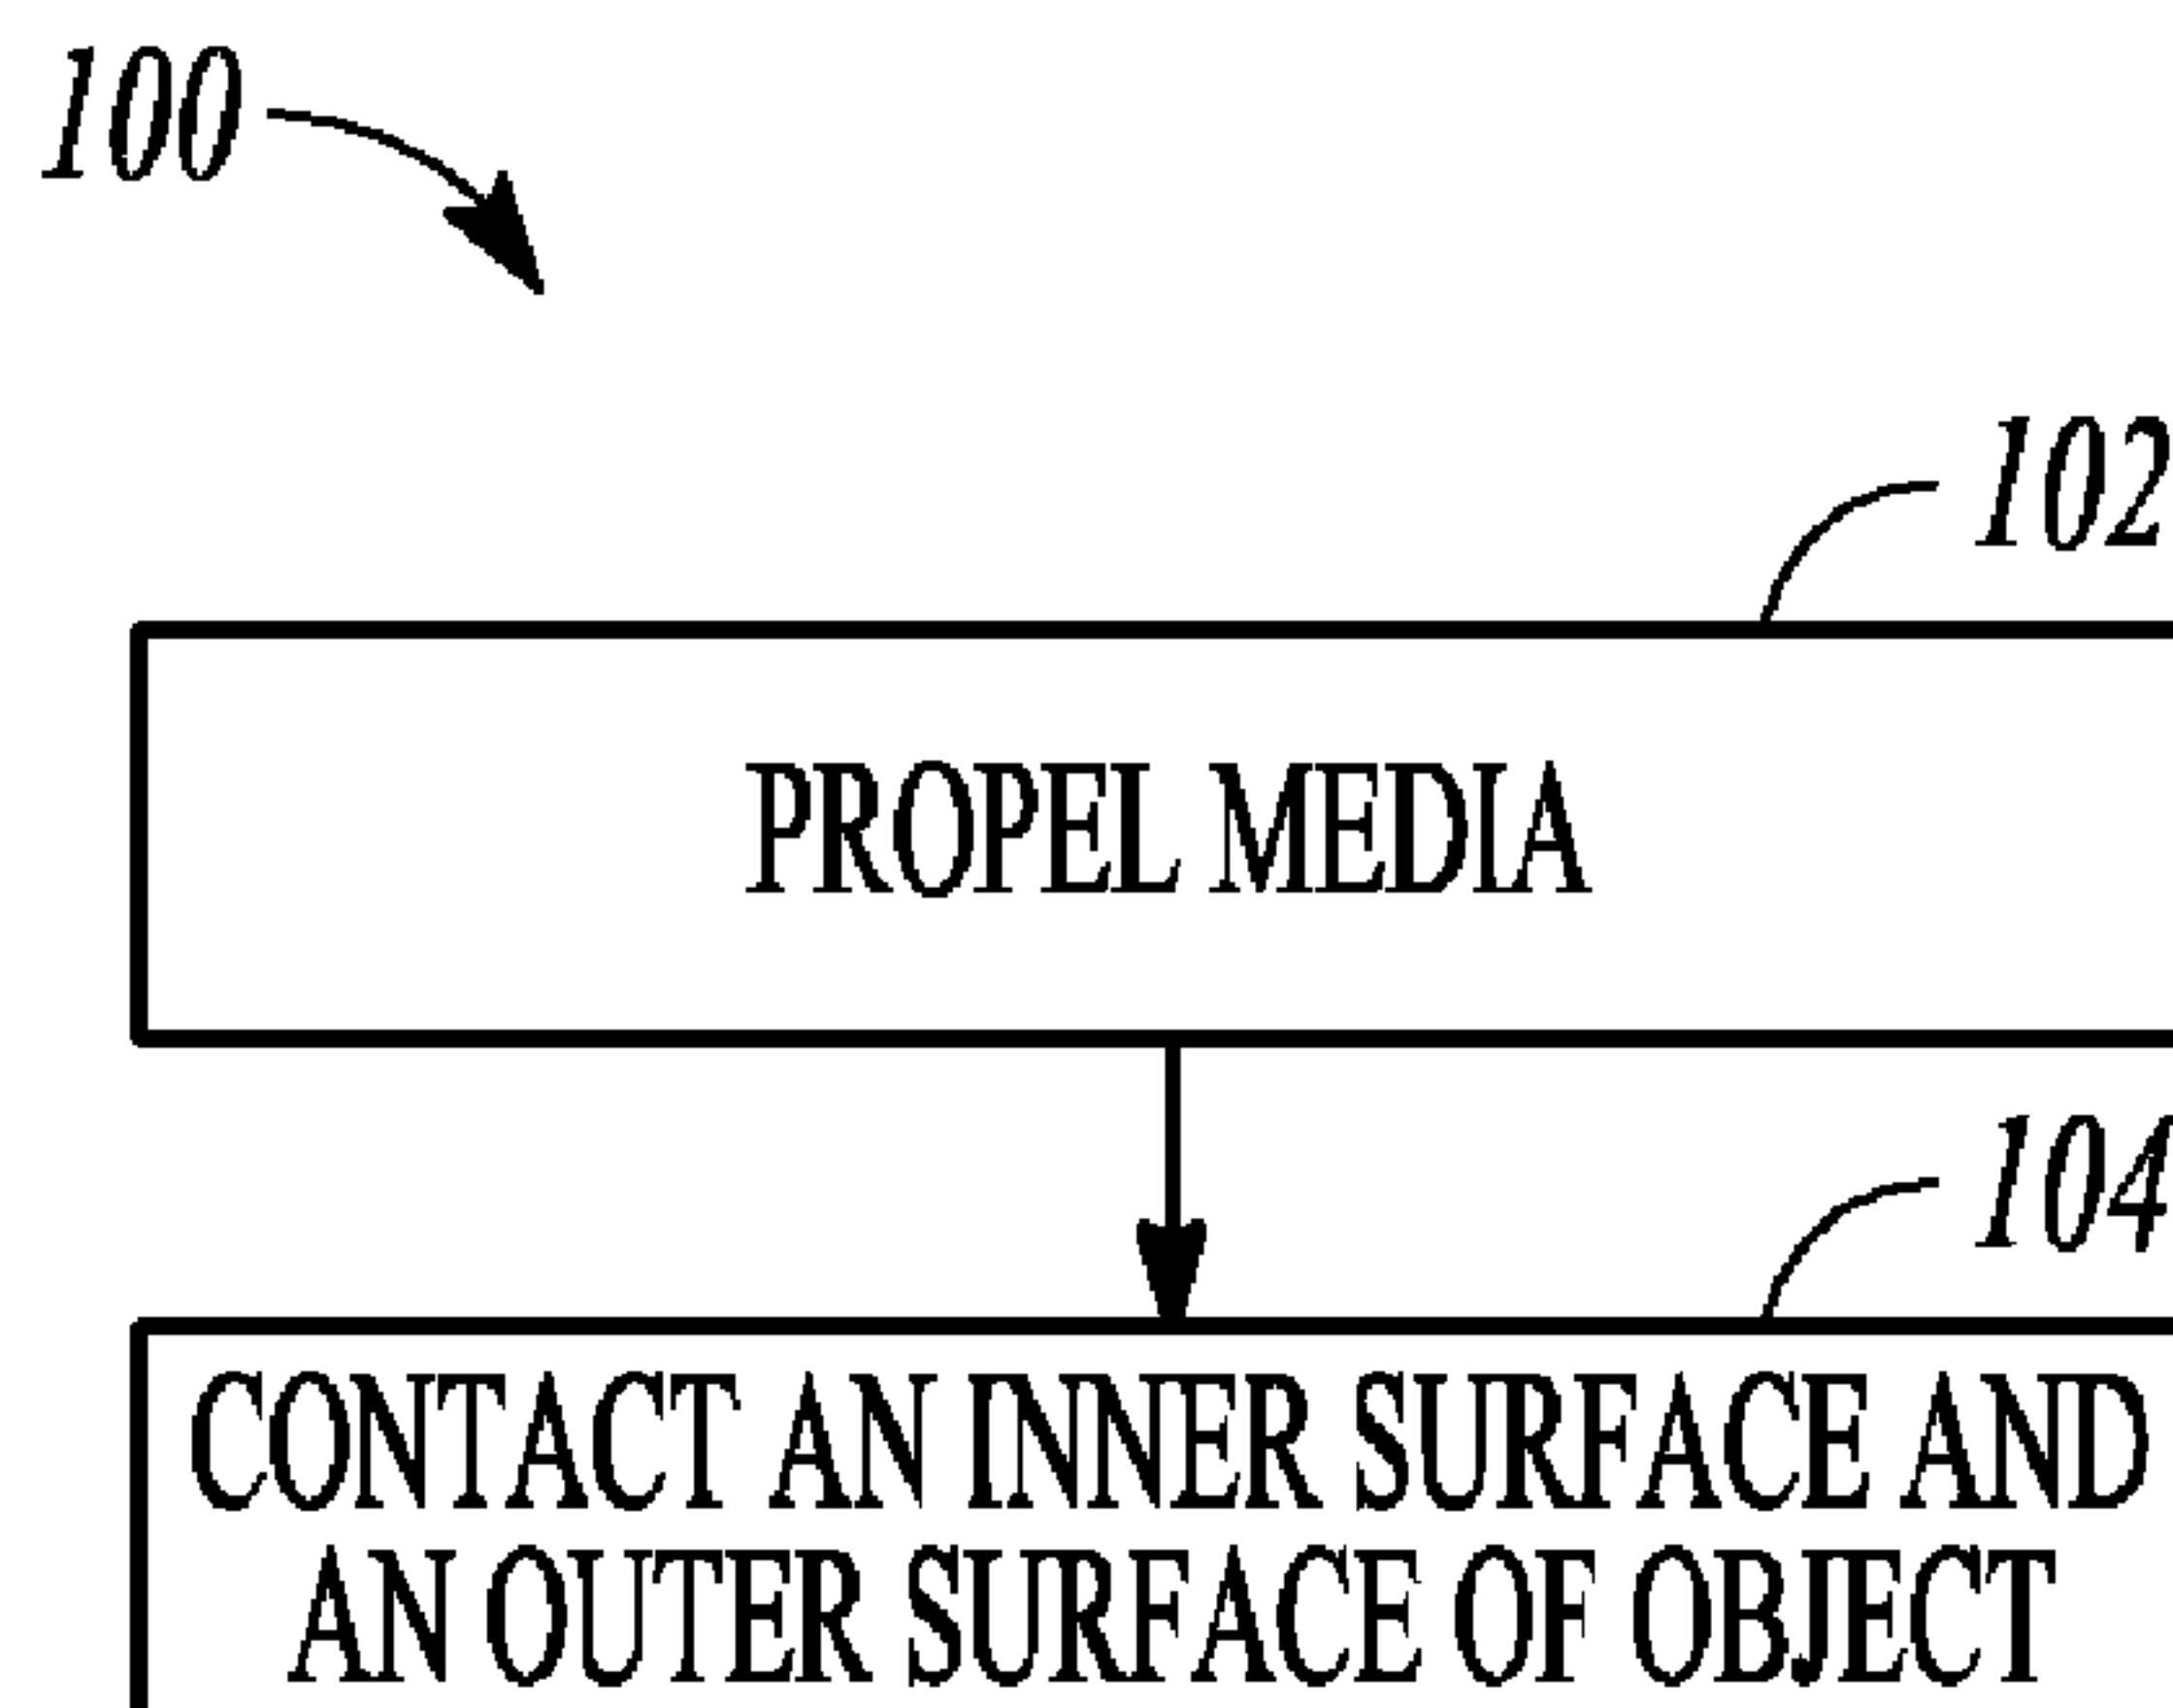 100
102
PROPEL MEDIA
104
CONTACT AN INNER SURFACE AND
AN OUTER SURFACE OF OBJECT